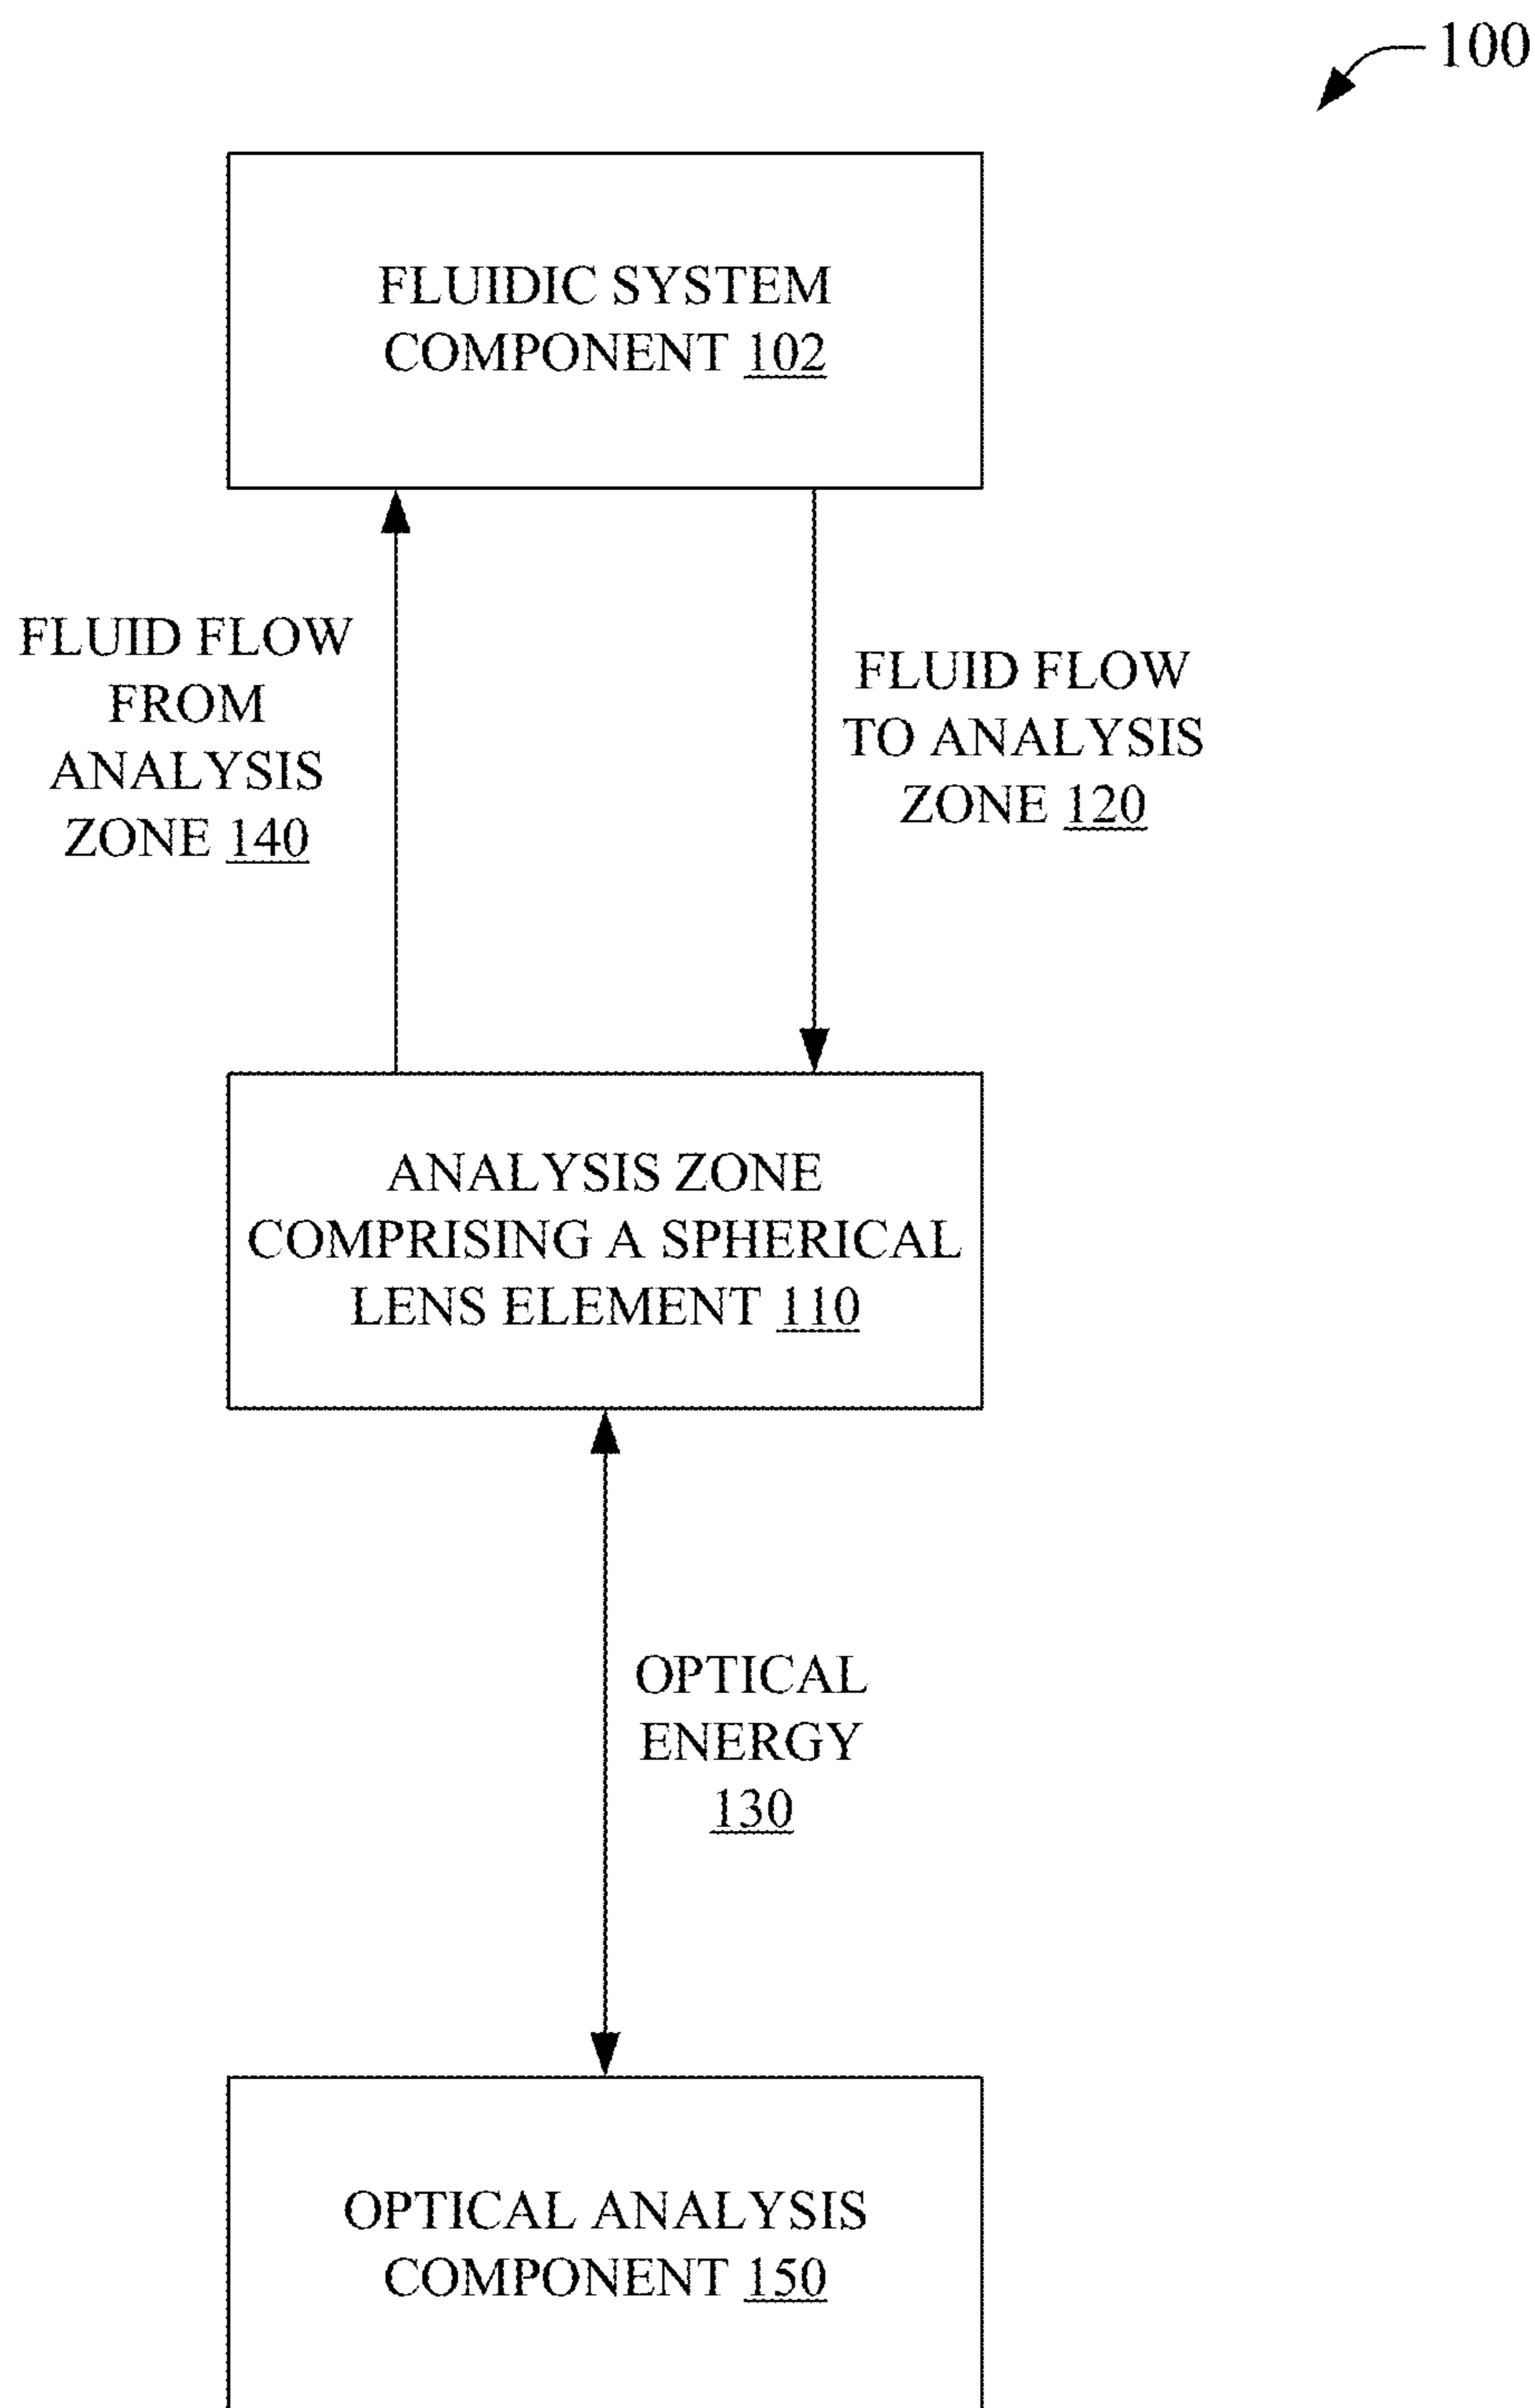 100
FLUIDIC SYSTEM
COMPONENT 102
FLUID FLOW
FROM
ANALYSIS
ZONE 140
FLUID FLOW
TO ANALYSIS
ZONE 120
ANALYSIS ZONE
COMPRISING A SPHERICAL
LENS ELEMENT 110
OPTICAL
ENERGY
130
OPTICAL ANALYSIS
COMPONENT 150